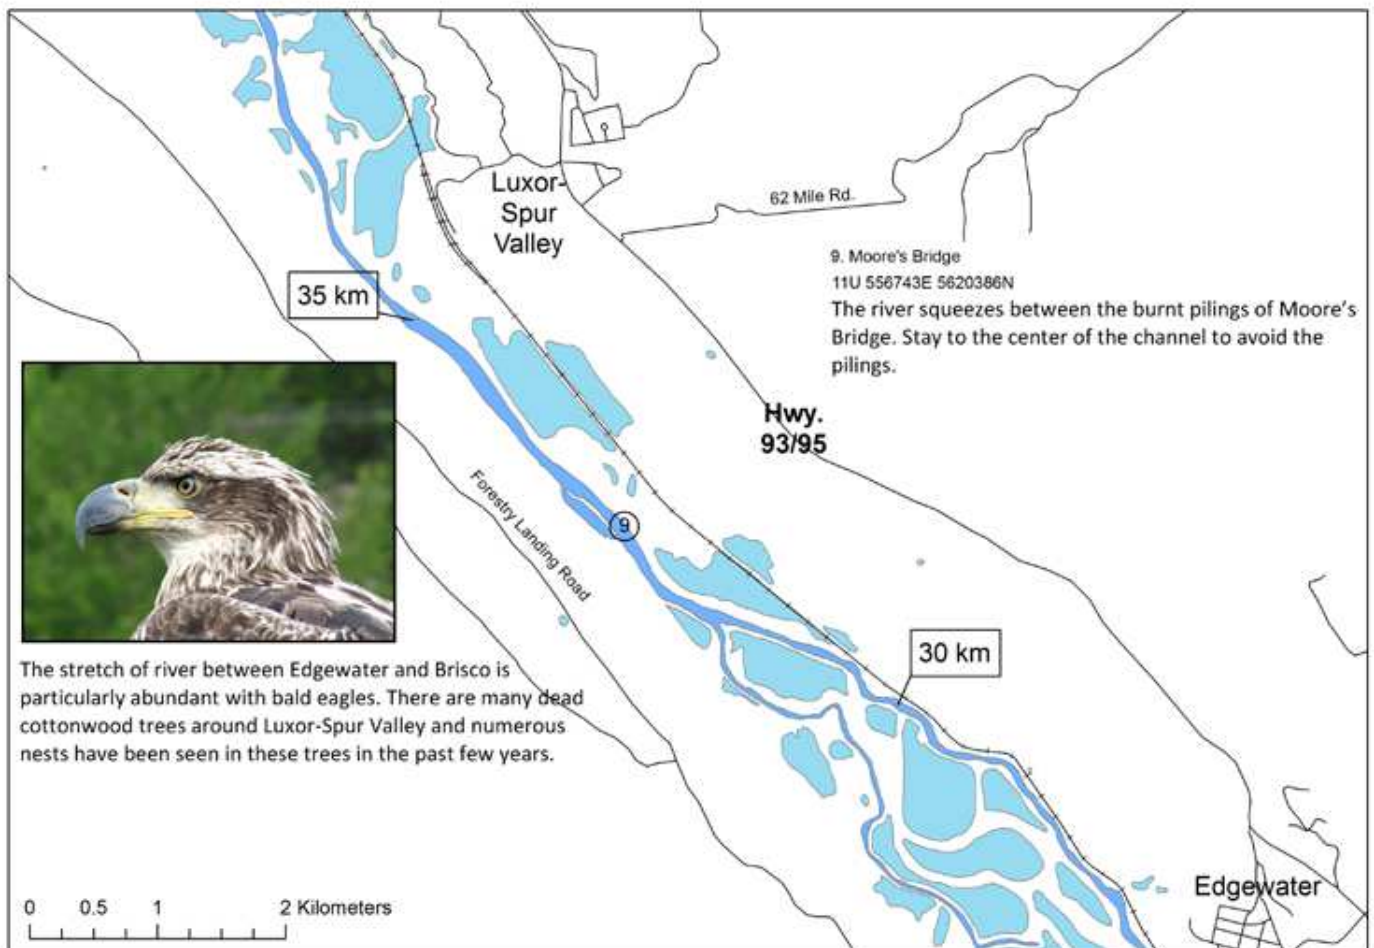 Luxor-
Spur
Valley
62 Mile Rd.
9. Moore's Bridge
11U 556743E 5620386N
The river squeezes between the burnt pilings of Moore's
Bridge. Stay to the center of the channel to avoid the
pilings.
35 km
Hwy.
93/95
Forestry Landing Road
9
30 km
The stretch of river between Edgewater and Brisco is
particularly abundant with bald eagles. There are many dead
cottonwood trees around Luxor-Spur Valley and numerous
nests have been seen in these trees in the past few years.
Edgewater
0 0.5 1 2 Kilometers